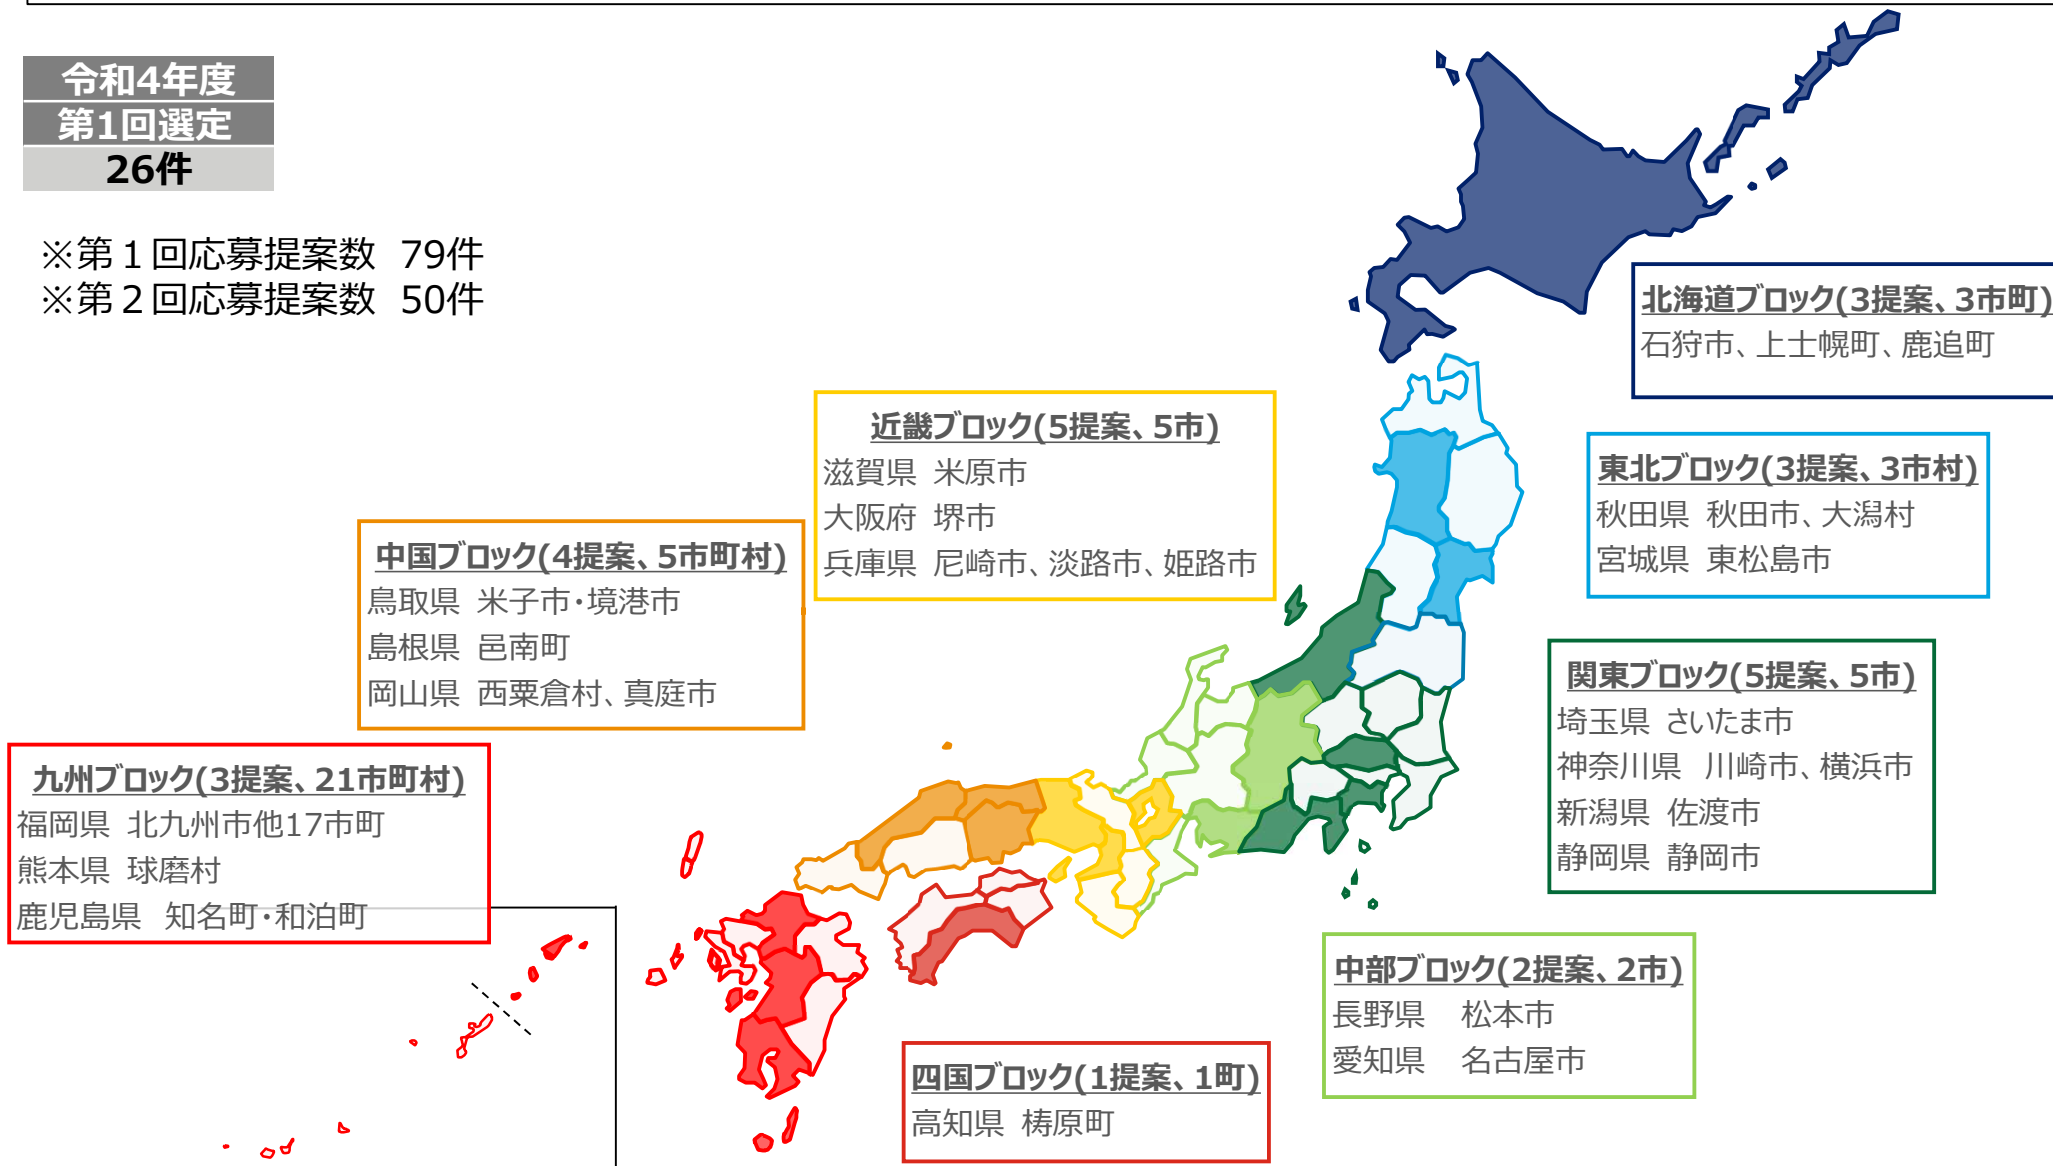 令和4年度
第1回選定
26件
※第１回応募提案数 79件
※第２回応募提案数 50件
北海道ブロック(3提案、3市町)
石狩市、上士幌町、鹿追町
近畿ブロック(5提案、5市)
滋賀県 米原市
大阪府 堺市
兵庫県 尼崎市、淡路市、姫路市
東北ブロック(3提案、3市村)
秋田県 秋田市、大潟村
宮城県 東松島市
中国ブロック(4提案、5市町村)
鳥取県 米子市・境港市
島根県 邑南町
岡山県 西粟倉村、真庭市
関東ブロック(5提案、5市)
埼玉県 さいたま市
神奈川県 川崎市、横浜市
新潟県 佐渡市
静岡県 静岡市
九州ブロック(3提案、21市町村)
福岡県 北九州市他17市町
熊本県 球磨村
鹿児島県 知名町・和泊町
中部ブロック(2提案、2市)
長野県 松本市
愛知県 名古屋市
四国ブロック(1提案、1町)
高知県 梼原町